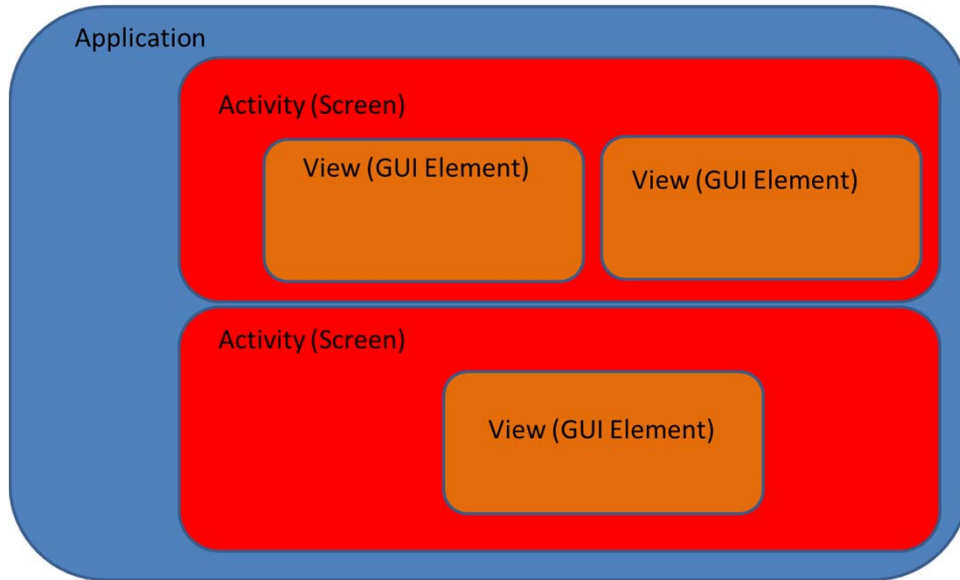 Application
Activity (Screen)
View (GUI Element)
View (GUI Element)
Activity (Screen)
View (GUI Element)